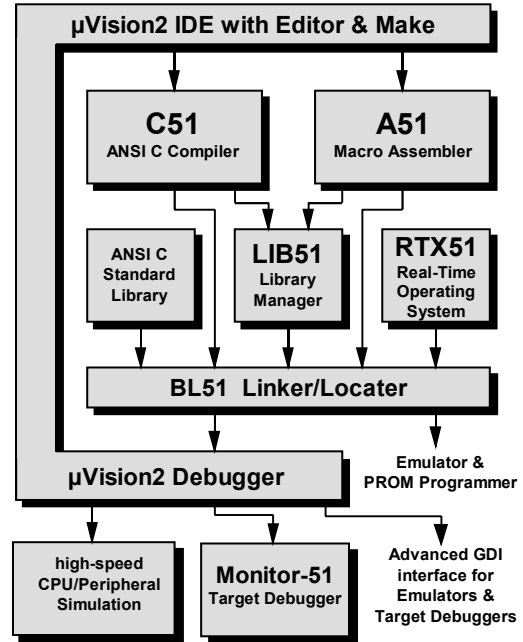 µVision2 IDE with Editor & Make
C51
ANSI C Compiler
A51
Macro Assembler
ANSI C
Standard
Library
LIB51
Library
Manager
RTX51
Real-Time
Operating
System
BL51 Linker/Locater
µVision2 Debugger
Emulator &
PROM Programmer
high-speed
CPU/Peripheral
Simulation
Monitor-51
Target Debugger
Advanced GDI
interface for
Emulators &
Target Debuggers